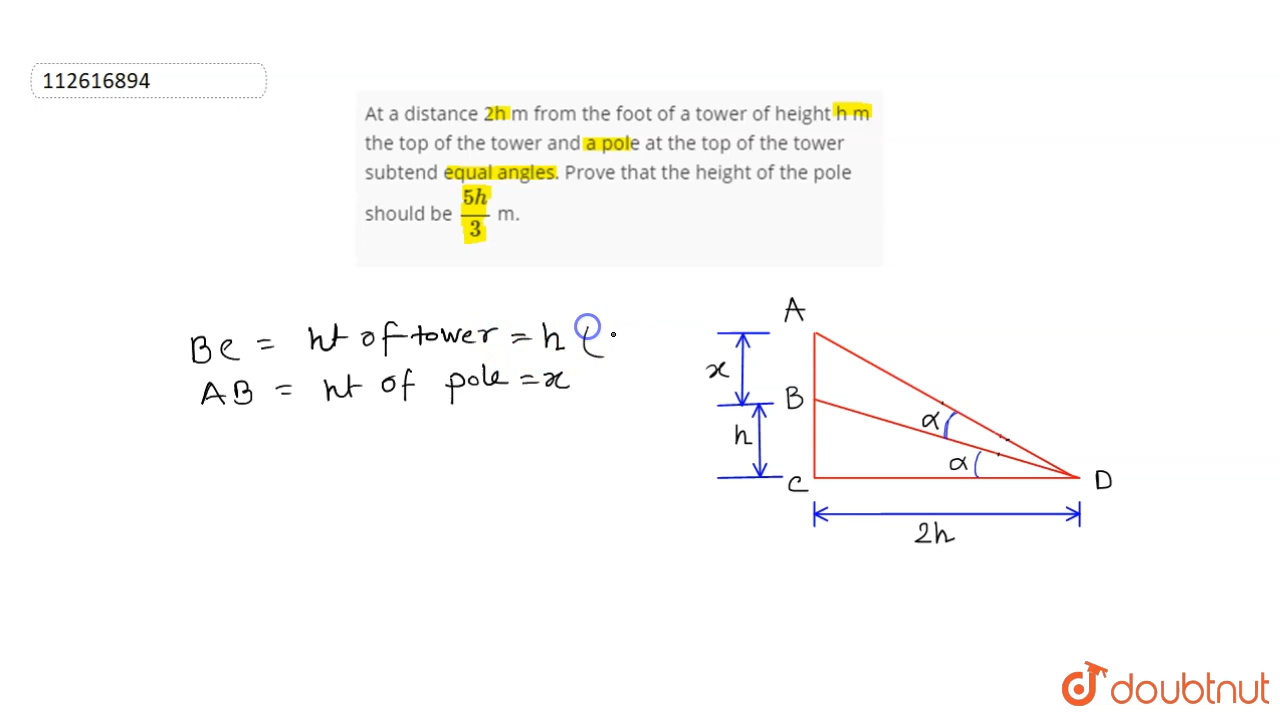 112616894
At a distance 2h m from the foot of a tower of height h m
the top of the tower and a pole at the top of the tower
subtend equal angles. Prove that the height of the pole
should be 5h/3 m.
BC = ht of tower = h (
AB = ht of pole = x
A
x
B
α
h
α
C
D
2h
doubtnut